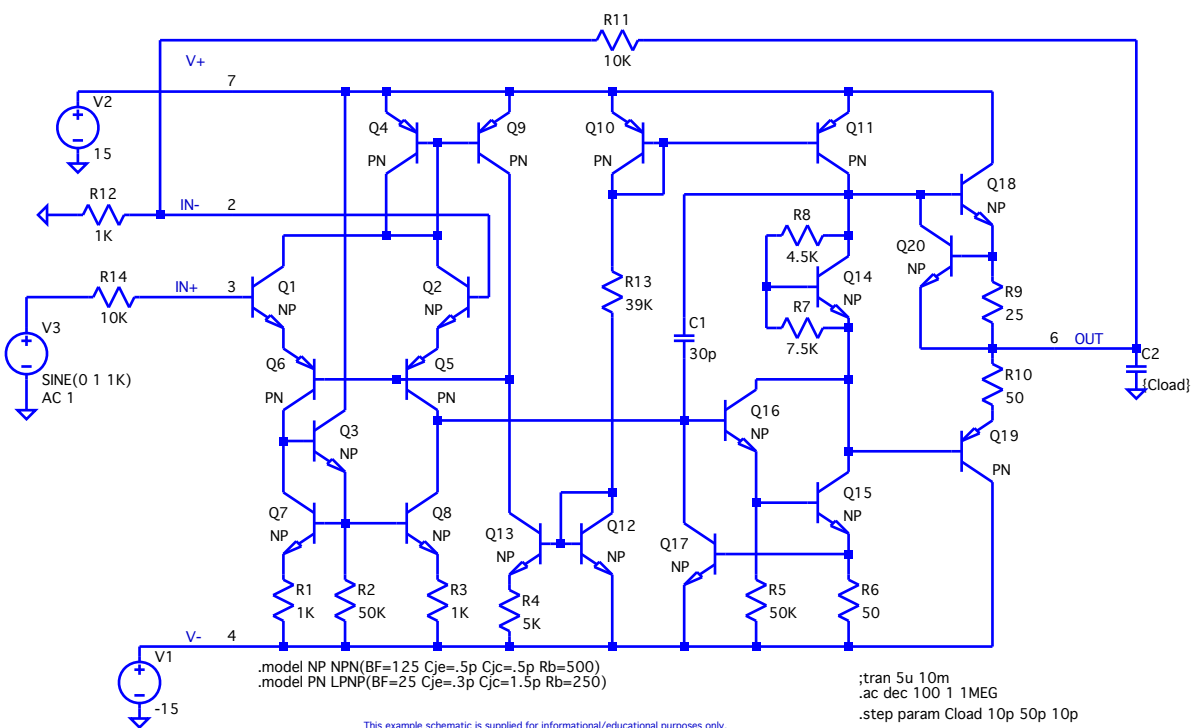 R11
10K
V+
7
V2
15
Q4
PN
Q9
PN
Q10
PN
Q11
PN
R12
1K
IN-
2
Q18
NP
R8
4.5K
Q20
NP
R14
10K
IN+
3
Q1
NP
Q2
NP
R13
39K
Q14
NP
R9
25
V3
SINE(0 1 1K)
AC 1
C1
30p
R7
7.5K
6
OUT
C2
{Cload}
Q6
PN
Q5
PN
R10
50
Q3
NP
Q16
NP
Q19
PN
Q7
NP
Q8
NP
Q13
NP
Q12
NP
Q17
NP
Q15
NP
R1
1K
R2
50K
R3
1K
R4
5K
R5
50K
R6
50
V-
4
V1
-15
.model NP NPN(BF=125 Cje=.5p Cjc=.5p Rb=500)
.model PN LPNP(BF=25 Cje=.3p Cjc=1.5p Rb=250)
;tran 5u 10m
.ac dec 100 1 1MEG
.step param Cload 10p 50p 10p
This example schematic is supplied for informational/educational purposes only.